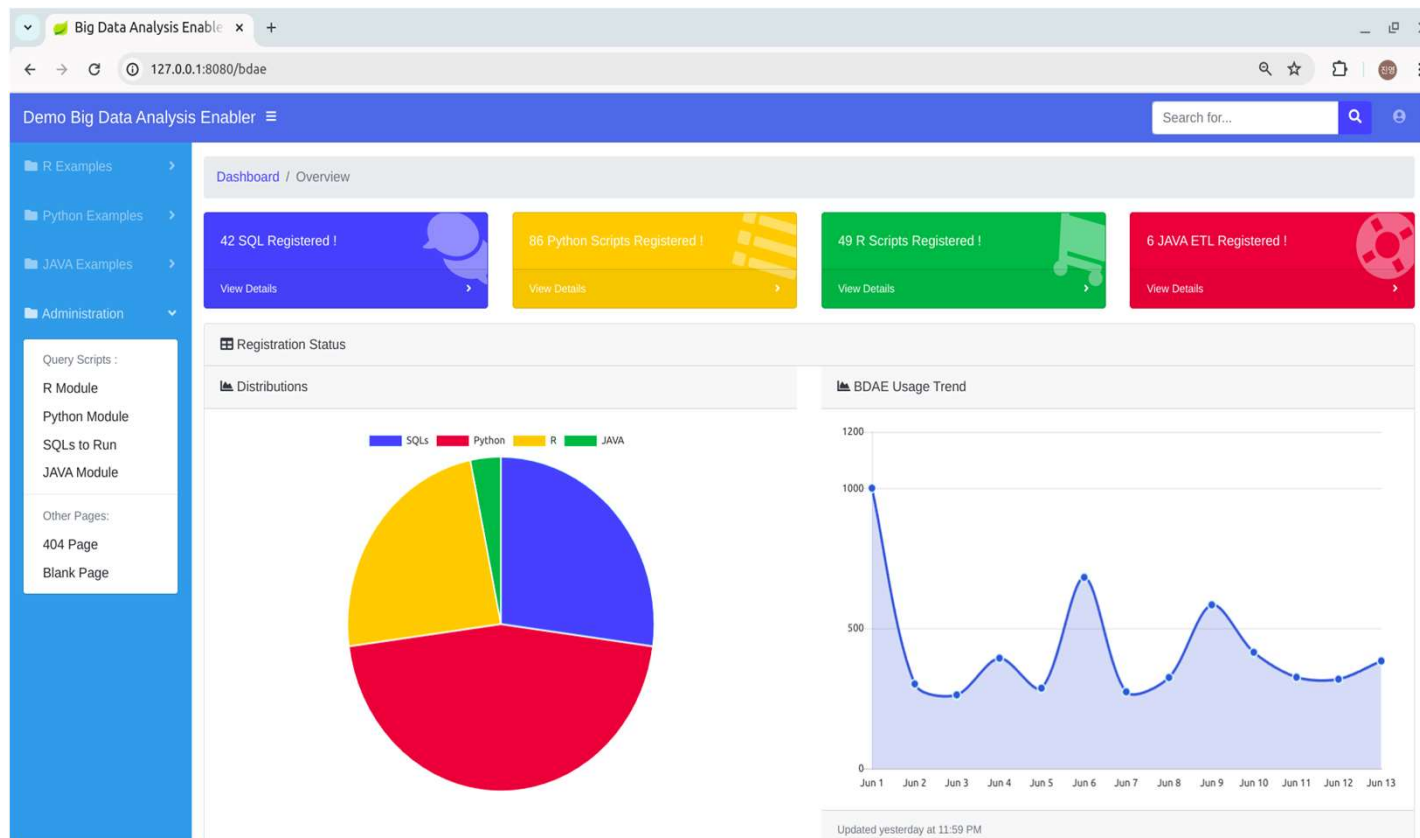 Big Data Analysis Enable
127.0.0.1:8080/bdae
진영
Demo Big Data Analysis Enabler
Search for...
R Examples
Python Examples
JAVA Examples
Administration
Query Scripts :
R Module
Python Module
SQLs to Run
JAVA Module
Other Pages:
404 Page
Blank Page
Dashboard / Overview
42 SQL Registered !
View Details
86 Python Scripts Registered !
View Details
49 R Scripts Registered !
View Details
6 JAVA ETL Registered !
View Details
Registration Status
Distributions
SQLs Python R JAVA
BDAE Usage Trend
1200
1000
500
0
Jun 1 Jun 2 Jun 3 Jun 4 Jun 5 Jun 6 Jun 7 Jun 8 Jun 9 Jun 10 Jun 11 Jun 12 Jun 13
Updated yesterday at 11:59 PM